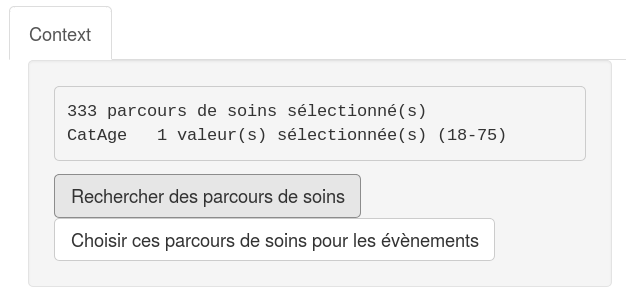 Context
333 parcours de soins sélectionné(s)
CatAge   1 valeur(s) sélectionnée(s) (18-75)
Rechercher des parcours de soins
Choisir ces parcours de soins pour les évènements